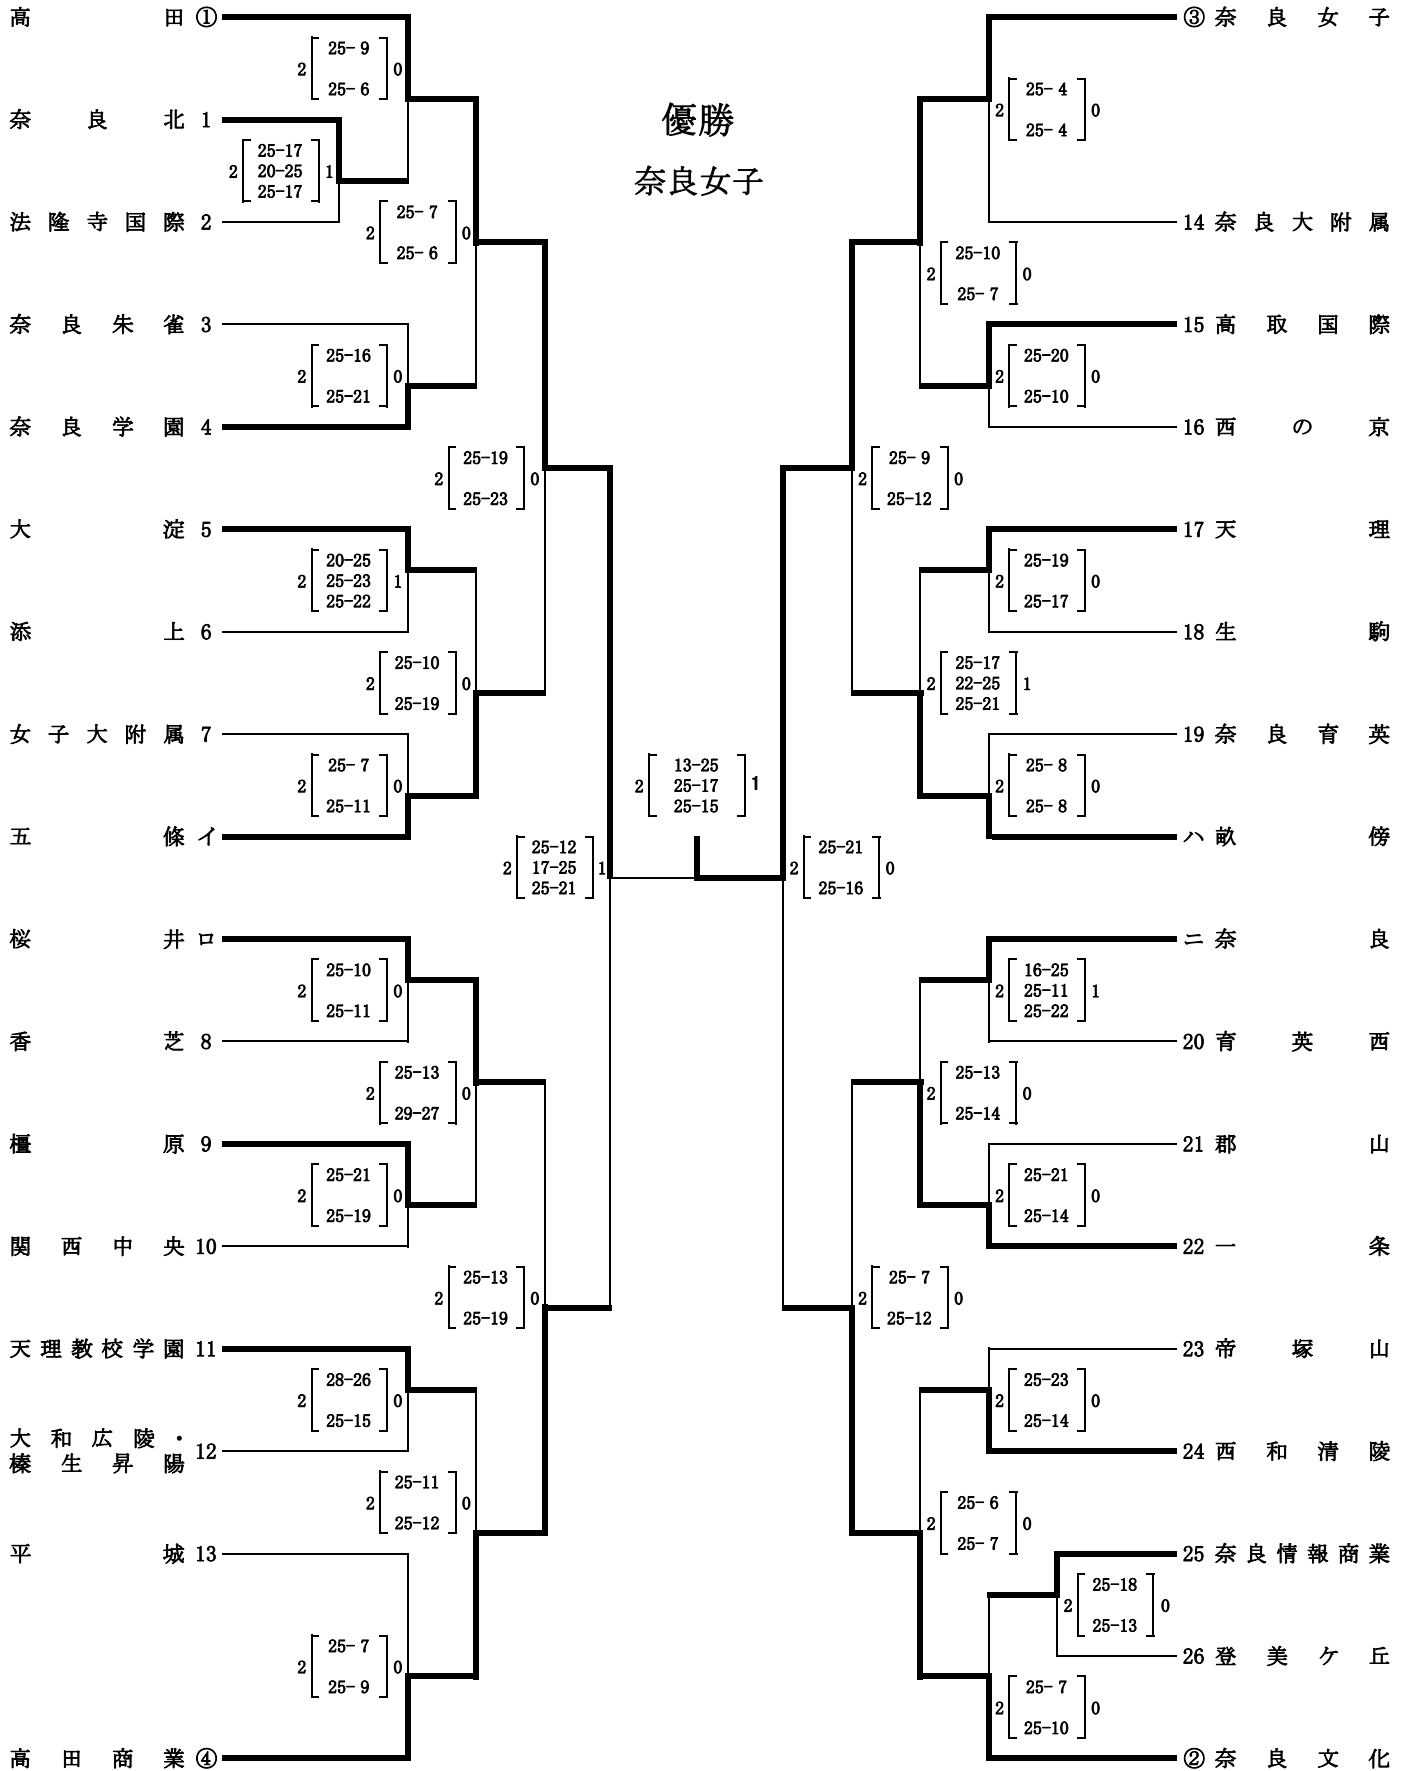 優勝
奈良女子
高田 ①
2 25- 9 0
25- 6
奈良北 1
2 25-17 1
20-25
25-17
法隆寺国際 2
2 25- 7 0
25- 6
奈良朱雀 3
2 25-16 0
25-21
奈良学園 4
2 25-19 0
25-23
大淀 5
2 20-25 1
25-23
25-22
添上 6
2 25-10 0
25-19
女子大附属 7
2 25- 7 0
25-11
五條 イ
2 25-12 1
17-25
25-21
桜井 ロ
2 25-10 0
25-11
香芝 8
2 25-13 0
29-27
橿原 9
2 25-21 0
25-19
関西中央 10
2 25-13 0
25-19
天理教校学園 11
2 28-26 0
25-15
大和広陵・
榛生昇陽 12
2 25-11 0
25-12
平城 13
2 25- 7 0
25- 9
高田商業 ④
2 13-25 1
25-17
25-15
③ 奈良女子
2 25- 4 0
25- 4
14 奈良大附属
2 25-10 0
25- 7
15 高取国際
2 25-20 0
25-10
16 西の京
2 25- 9 0
25-12
17 天理
2 25-19 0
25-17
18 生駒
2 25-17 1
22-25
25-21
19 奈良育英
2 25- 8 0
25- 8
ハ 畝傍
2 25-21 0
25-16
ニ 奈良
2 16-25 1
25-11
25-22
20 育英西
2 25-13 0
25-14
21 郡山
2 25-21 0
25-14
22 一条
2 25- 7 0
25-12
23 帝塚山
2 25-23 0
25-14
24 西和清陵
2 25- 6 0
25- 7
25 奈良情報商業
2 25-18 0
25-13
26 登美ケ丘
2 25- 7 0
25-10
② 奈良文化